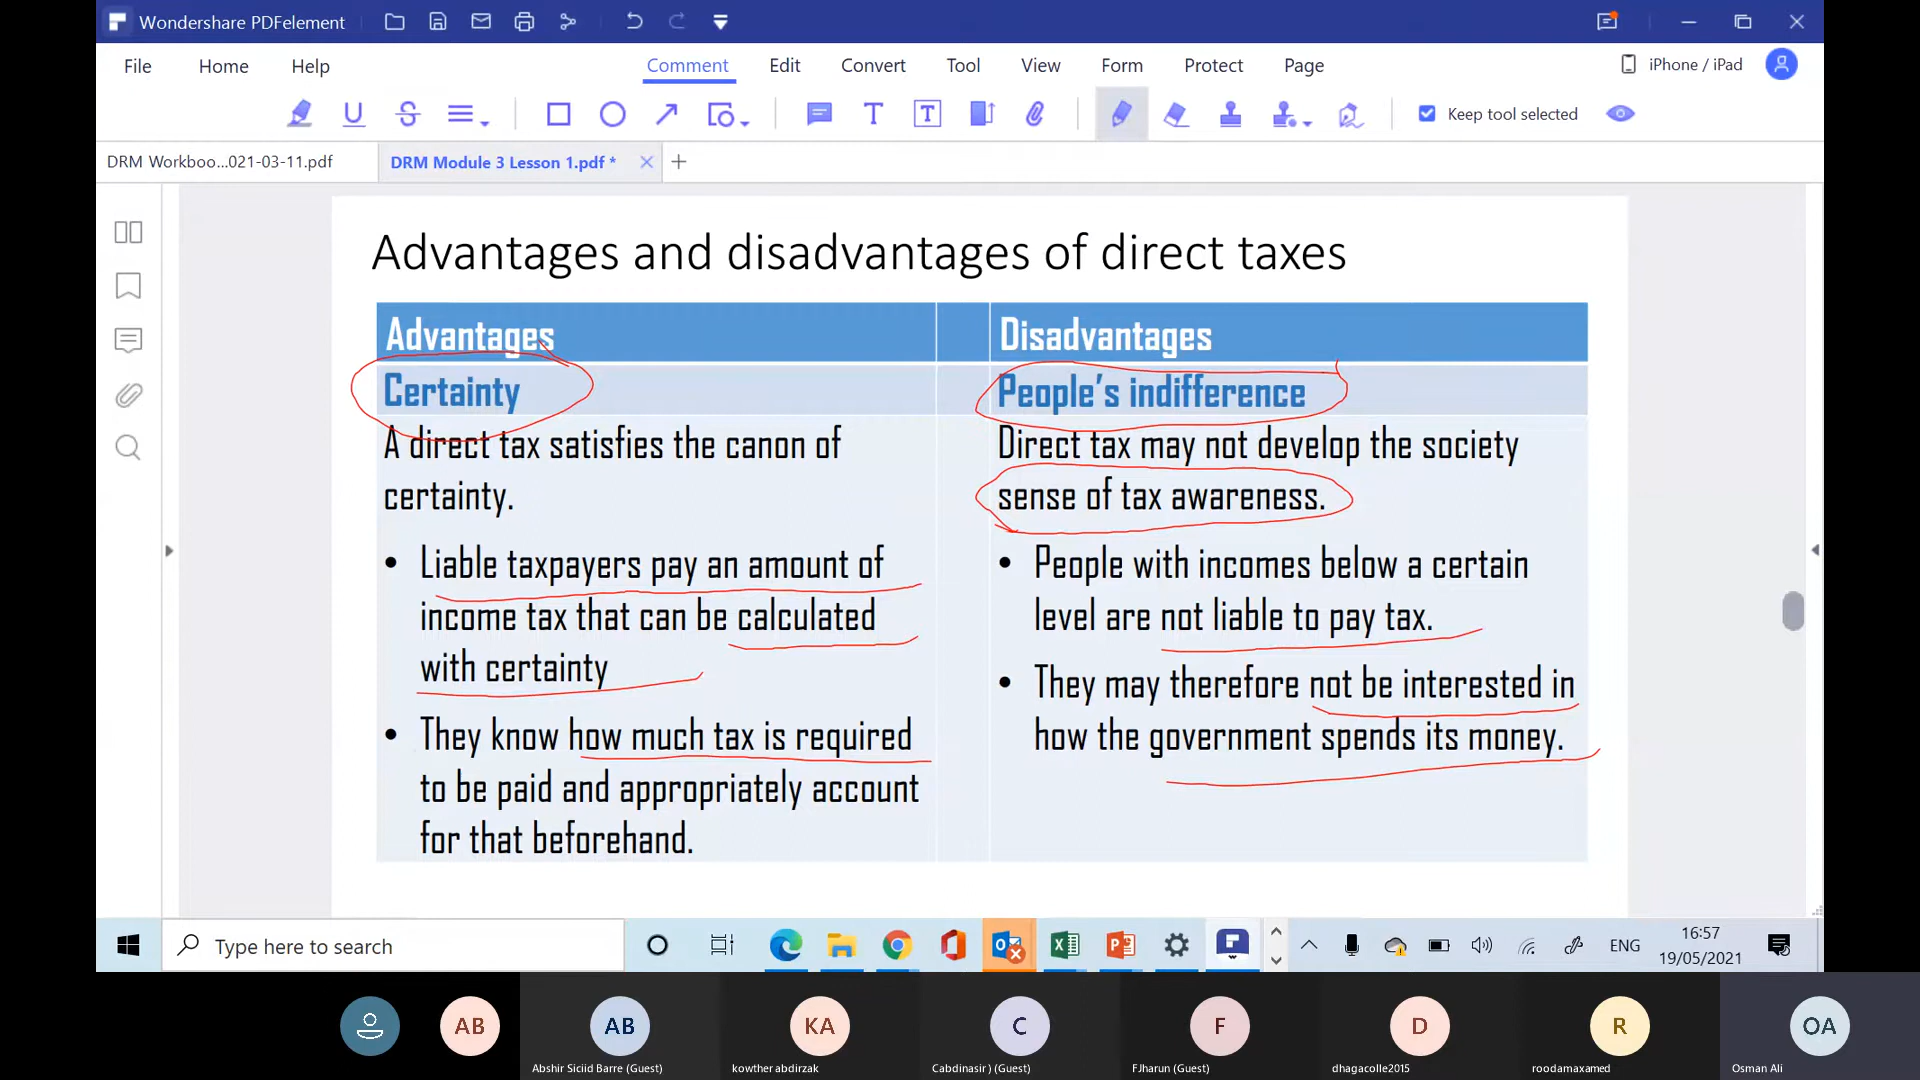 Wondershare PDFelement
File Home Help Comment Edit Convert Tool View Form Protect Page iPhone / iPad
Keep tool selected
DRM Workboo...021-03-11.pdf DRM Module 3 Lesson 1.pdf *
Advantages and disadvantages of direct taxes
Advantages
Certainty
A direct tax satisfies the canon of
certainty.
• Liable taxpayers pay an amount of
income tax that can be calculated
with certainty
• They know how much tax is required
to be paid and appropriately account
for that beforehand.
Disadvantages
People's indifference
Direct tax may not develop the society
sense of tax awareness.
• People with incomes below a certain
level are not liable to pay tax.
• They may therefore not be interested in
how the government spends its money.
Type here to search
ENG
16:57
19/05/2021
AB AB KA C F D R OA
Abshir Siciid Barre (Guest) kowther abdirzak Cabdinasir ) (Guest) FJharun (Guest) dhagacolle2015 roodamaxamed Osman Ali